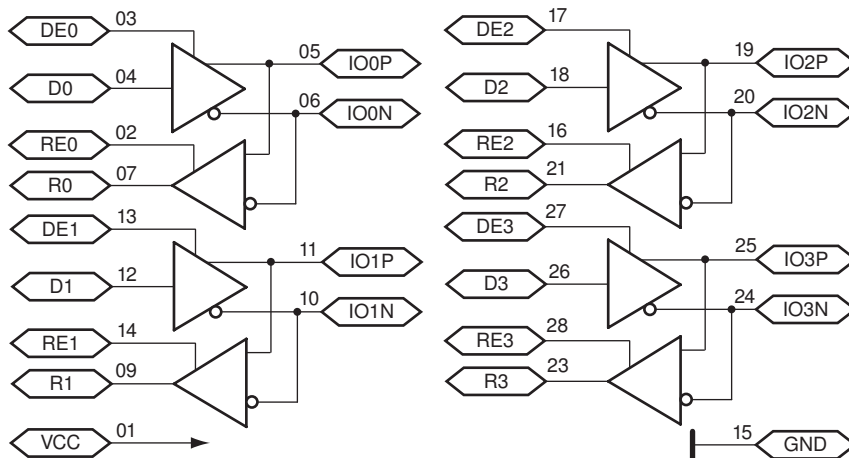 DE0 03
05 IO0P
D0 04
06 IO0N
RE0 02
R0 07
DE1 13
11 IO1P
D1 12
10 IO1N
RE1 14
R1 09
VCC 01
DE2 17
19 IO2P
D2 18
20 IO2N
RE2 16
R2 21
DE3 27
25 IO3P
D3 26
24 IO3N
RE3 28
R3 23
15 GND